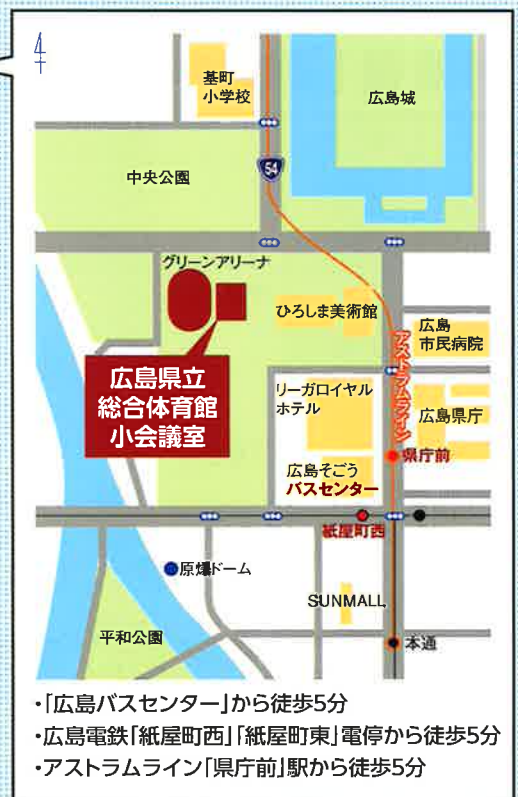 4
基町
小学校
広島城
54
中央公園
グリーンアリーナ
ひろしま美術館
アストラムライン
広島
市民病院
広島県立
総合体育館
小会議室
リーガロイヤル
ホテル
広島県庁
県庁前
広島そごう
バスセンター
紙屋町西
原爆ドーム
SUNMALL
平和公園
本通
・「広島バスセンター」から徒歩5分
・広島電鉄「紙屋町西」「紙屋町東」電停から徒歩5分
・アストラムライン「県庁前」駅から徒歩5分